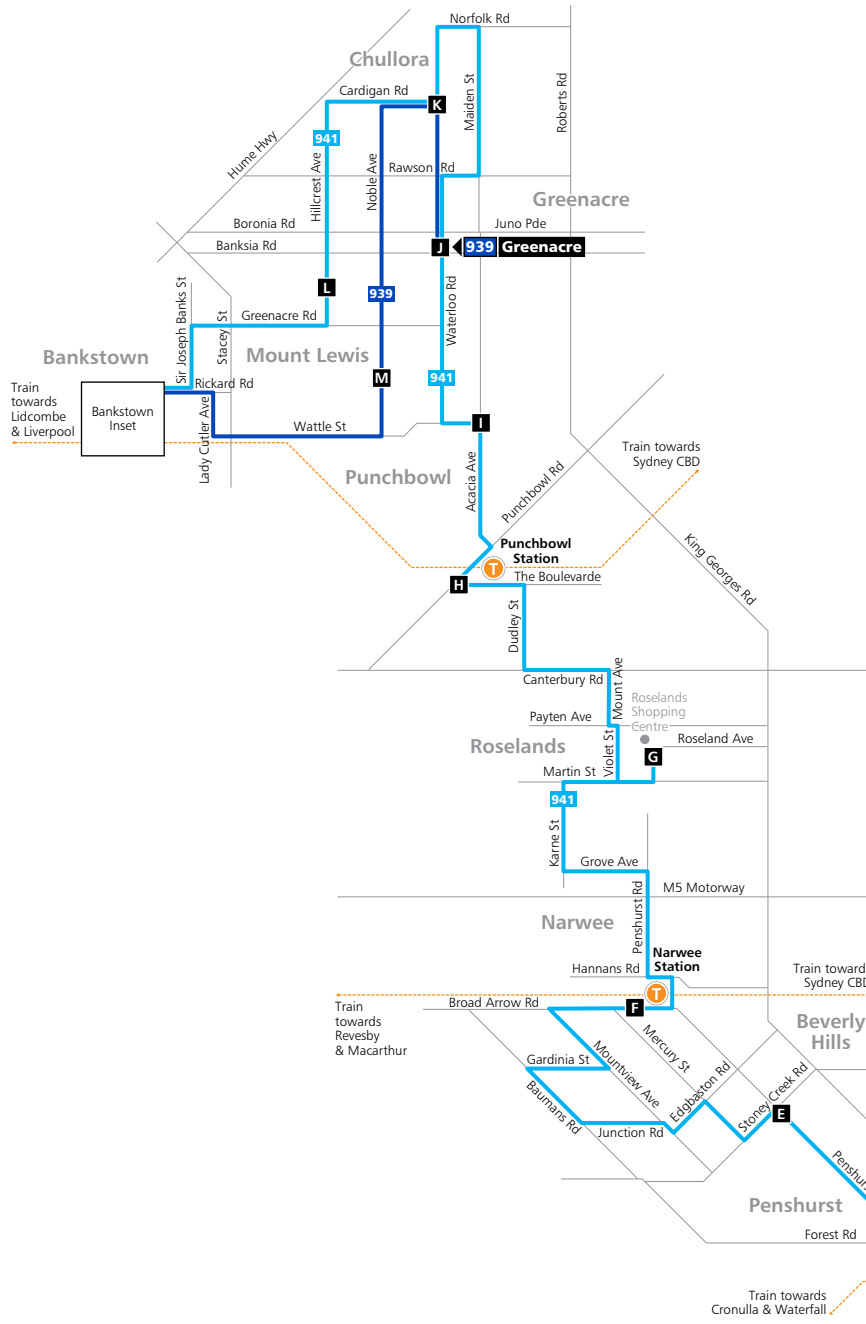 Norfolk Rd
Chullora
Cardigan Rd
K
Maiden St
Roberts Rd
941
Hume Hwy
Hillcrest Ave
Noble Ave
Rawson Rd
Greenacre
Boronia Rd
Juno Pde
Banksia Rd
J
939 Greenacre
L
939
Sir Joseph Banks St
Stacey St
Greenacre Rd
Waterloo Rd
Bankstown
Mount Lewis
M
941
Rickard Rd
Train
towards
Lidcombe
& Liverpool
Bankstown
Inset
Lady Cutler Ave
Wattle St
I
Punchbowl
Acacia Ave
Punchbowl Rd
Train towards
Sydney CBD
Punchbowl
Station
T
H
The Boulevarde
King Georges Rd
Dudley St
Canterbury Rd
Mount Ave
Roselands
Shopping
Centre
Payten Ave
Roselands
Violet St
Roseland Ave
G
Martin St
941
Karne St
Grove Ave
Penshurst Rd
M5 Motorway
Narwee
Narwee
Station
Hannans Rd
T
Train toward
Sydney CBD
Broad Arrow Rd
F
Train
towards
Revesby
& Macarthur
Beverly
Hills
Mercury St
Mountview Ave
Gardinia St
Edgbaston Rd
Stoney Creek Rd
Baumans Rd
Junction Rd
E
Penshurs
Penshurst
Forest Rd
Train towards
Cronulla & Waterfall